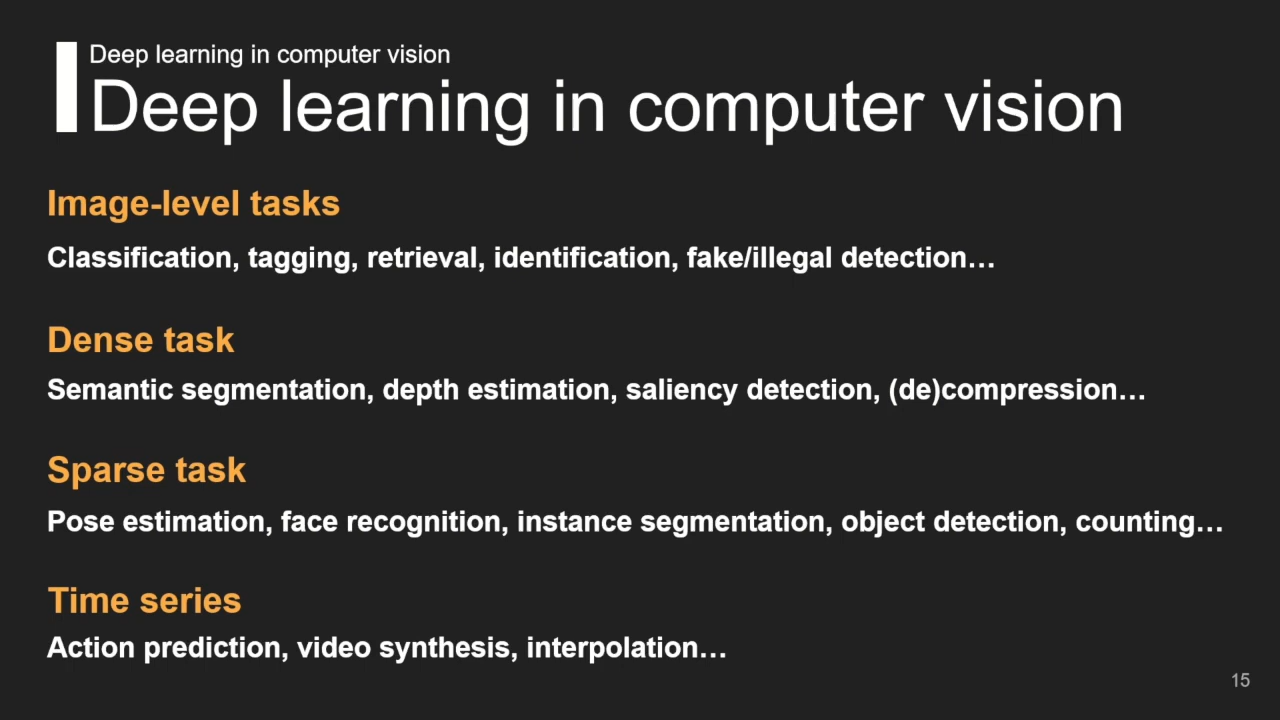 Deep learning in computer vision
Deep learning in computer vision
Image-level tasks
Classification, tagging, retrieval, identification, fake/illegal detection…
Dense task
Semantic segmentation, depth estimation, saliency detection, (de)compression…
Sparse task
Pose estimation, face recognition, instance segmentation, object detection, counting…
Time series
Action prediction, video synthesis, interpolation…
15